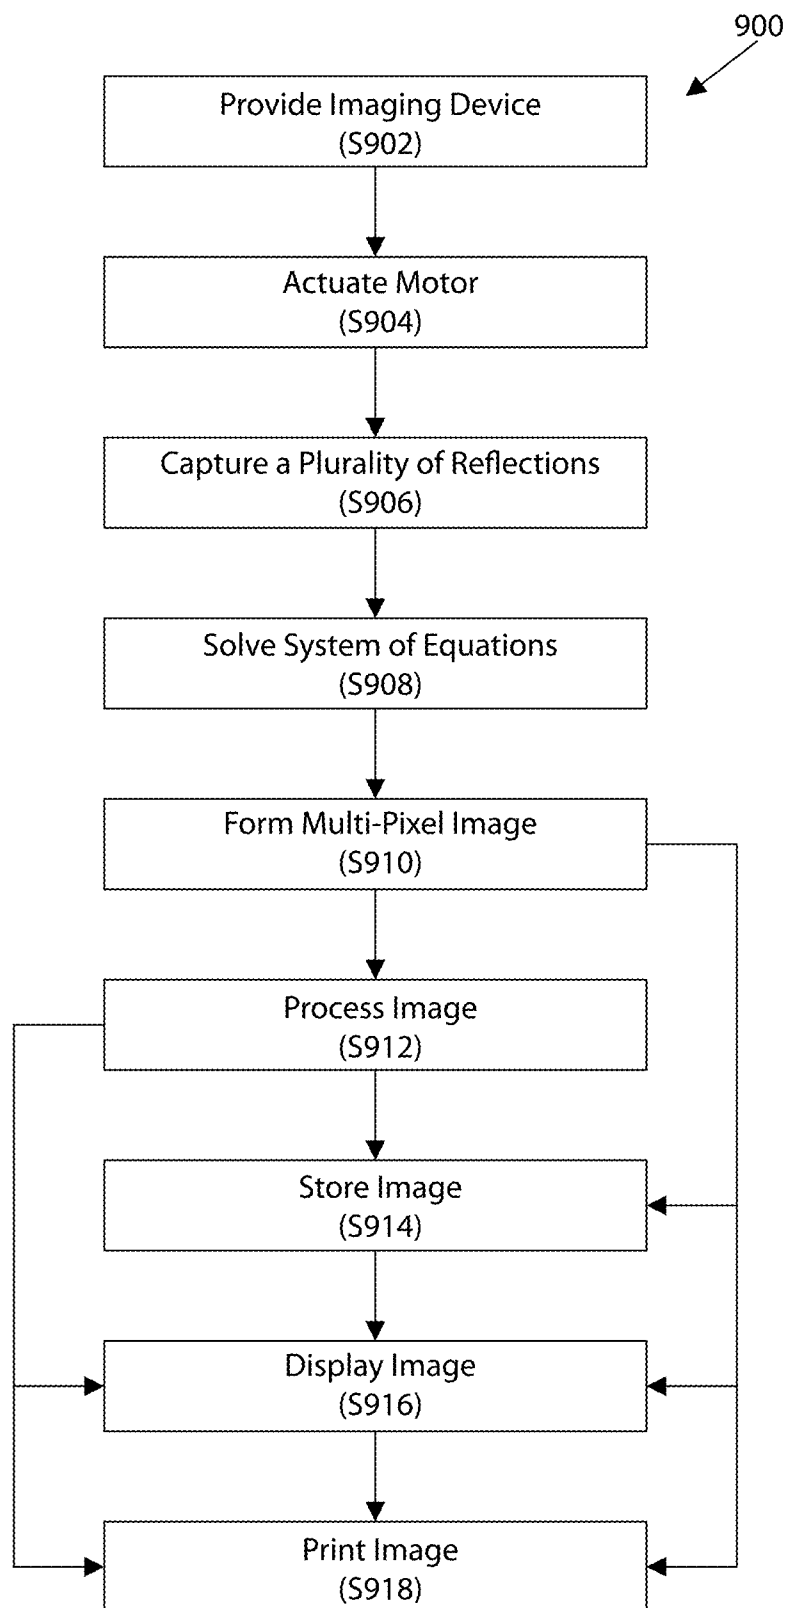 900
Provide Imaging Device
(S902)
Actuate Motor
(S904)
Capture a Plurality of Reflections
(S906)
Solve System of Equations
(S908)
Form Multi-Pixel Image
(S910)
Process Image
(S912)
Store Image
(S914)
Display Image
(S916)
Print Image
(S918)